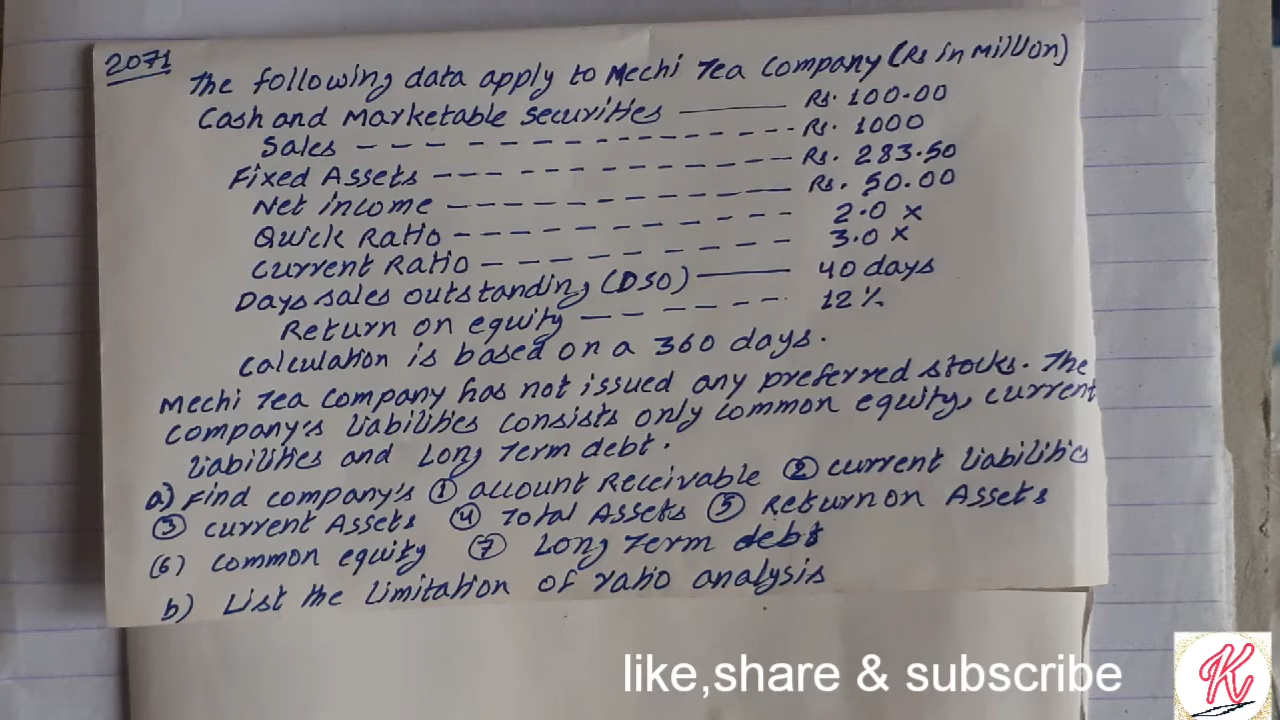 2071
The following data apply to Mechi Tea Company (Rs in Million)
Cash and Marketable Securities ——— Rs. 100.00
Sales — — — — — — — — — — — — Rs. 1000
Fixed Assets — — — — — — — — — — Rs. 283.50
Net income — — — — — — — — — — Rs. 50.00
Quick Ratio — — — — — — — — — — 2.0 x
Current Ratio — — — — — — — — — 3.0 x
Days sales outstanding (DSO) ——— 40 days
Return on equity — — — — — — 12 %
Calculation is based on a 360 days.
Mechi Tea Company has not issued any preferred stocks. The
company's liabilities consists only common equity, current
liabilities and Long Term debt.
a) Find company's ① account Receivable ② current liabilities
③ current Assets ④ Total Assets ⑤ Return on Assets
(6) common equity ⑦ Long Term debt
b) List the limitation of ratio analysis
like,share & subscribe
K